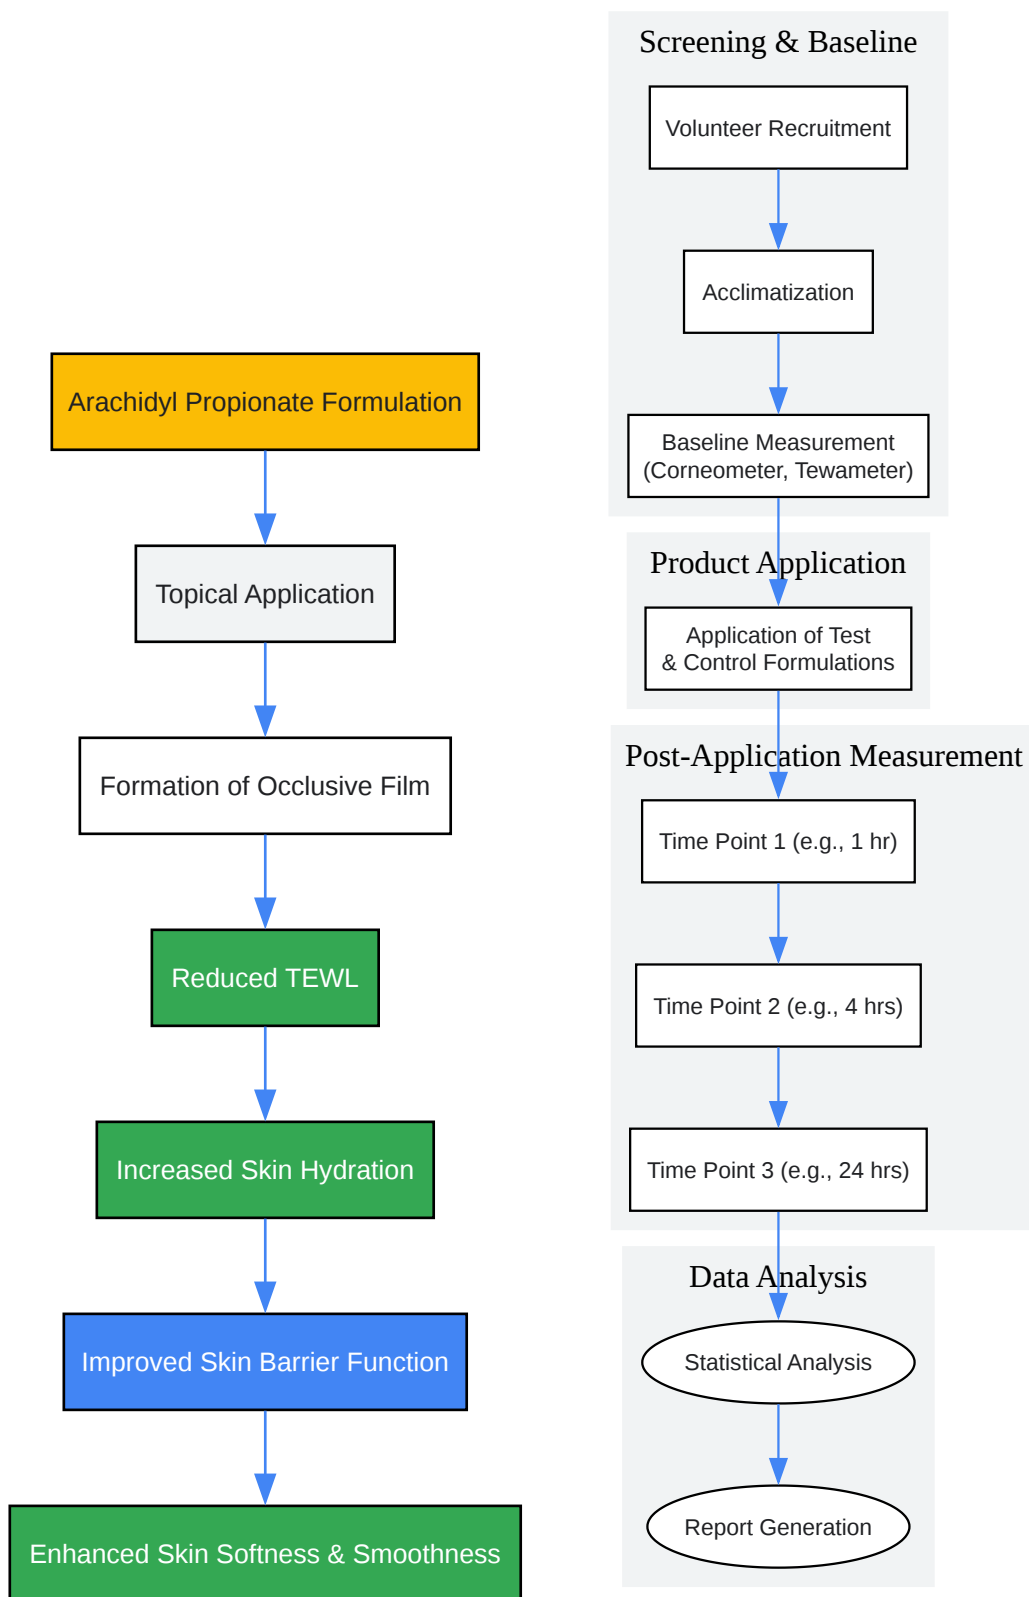 Arachidyl Propionate Formulation
Topical Application
Formation of Occlusive Film
Reduced TEWL
Increased Skin Hydration
Improved Skin Barrier Function
Enhanced Skin Softness & Smoothness
Screening & Baseline
Volunteer Recruitment
Acclimatization
Baseline Measurement
(Corneometer, Tewameter)
Product Application
Application of Test
& Control Formulations
Post-Application Measurement
Time Point 1 (e.g., 1 hr)
Time Point 2 (e.g., 4 hrs)
Time Point 3 (e.g., 24 hrs)
Data Analysis
Statistical Analysis
Report Generation